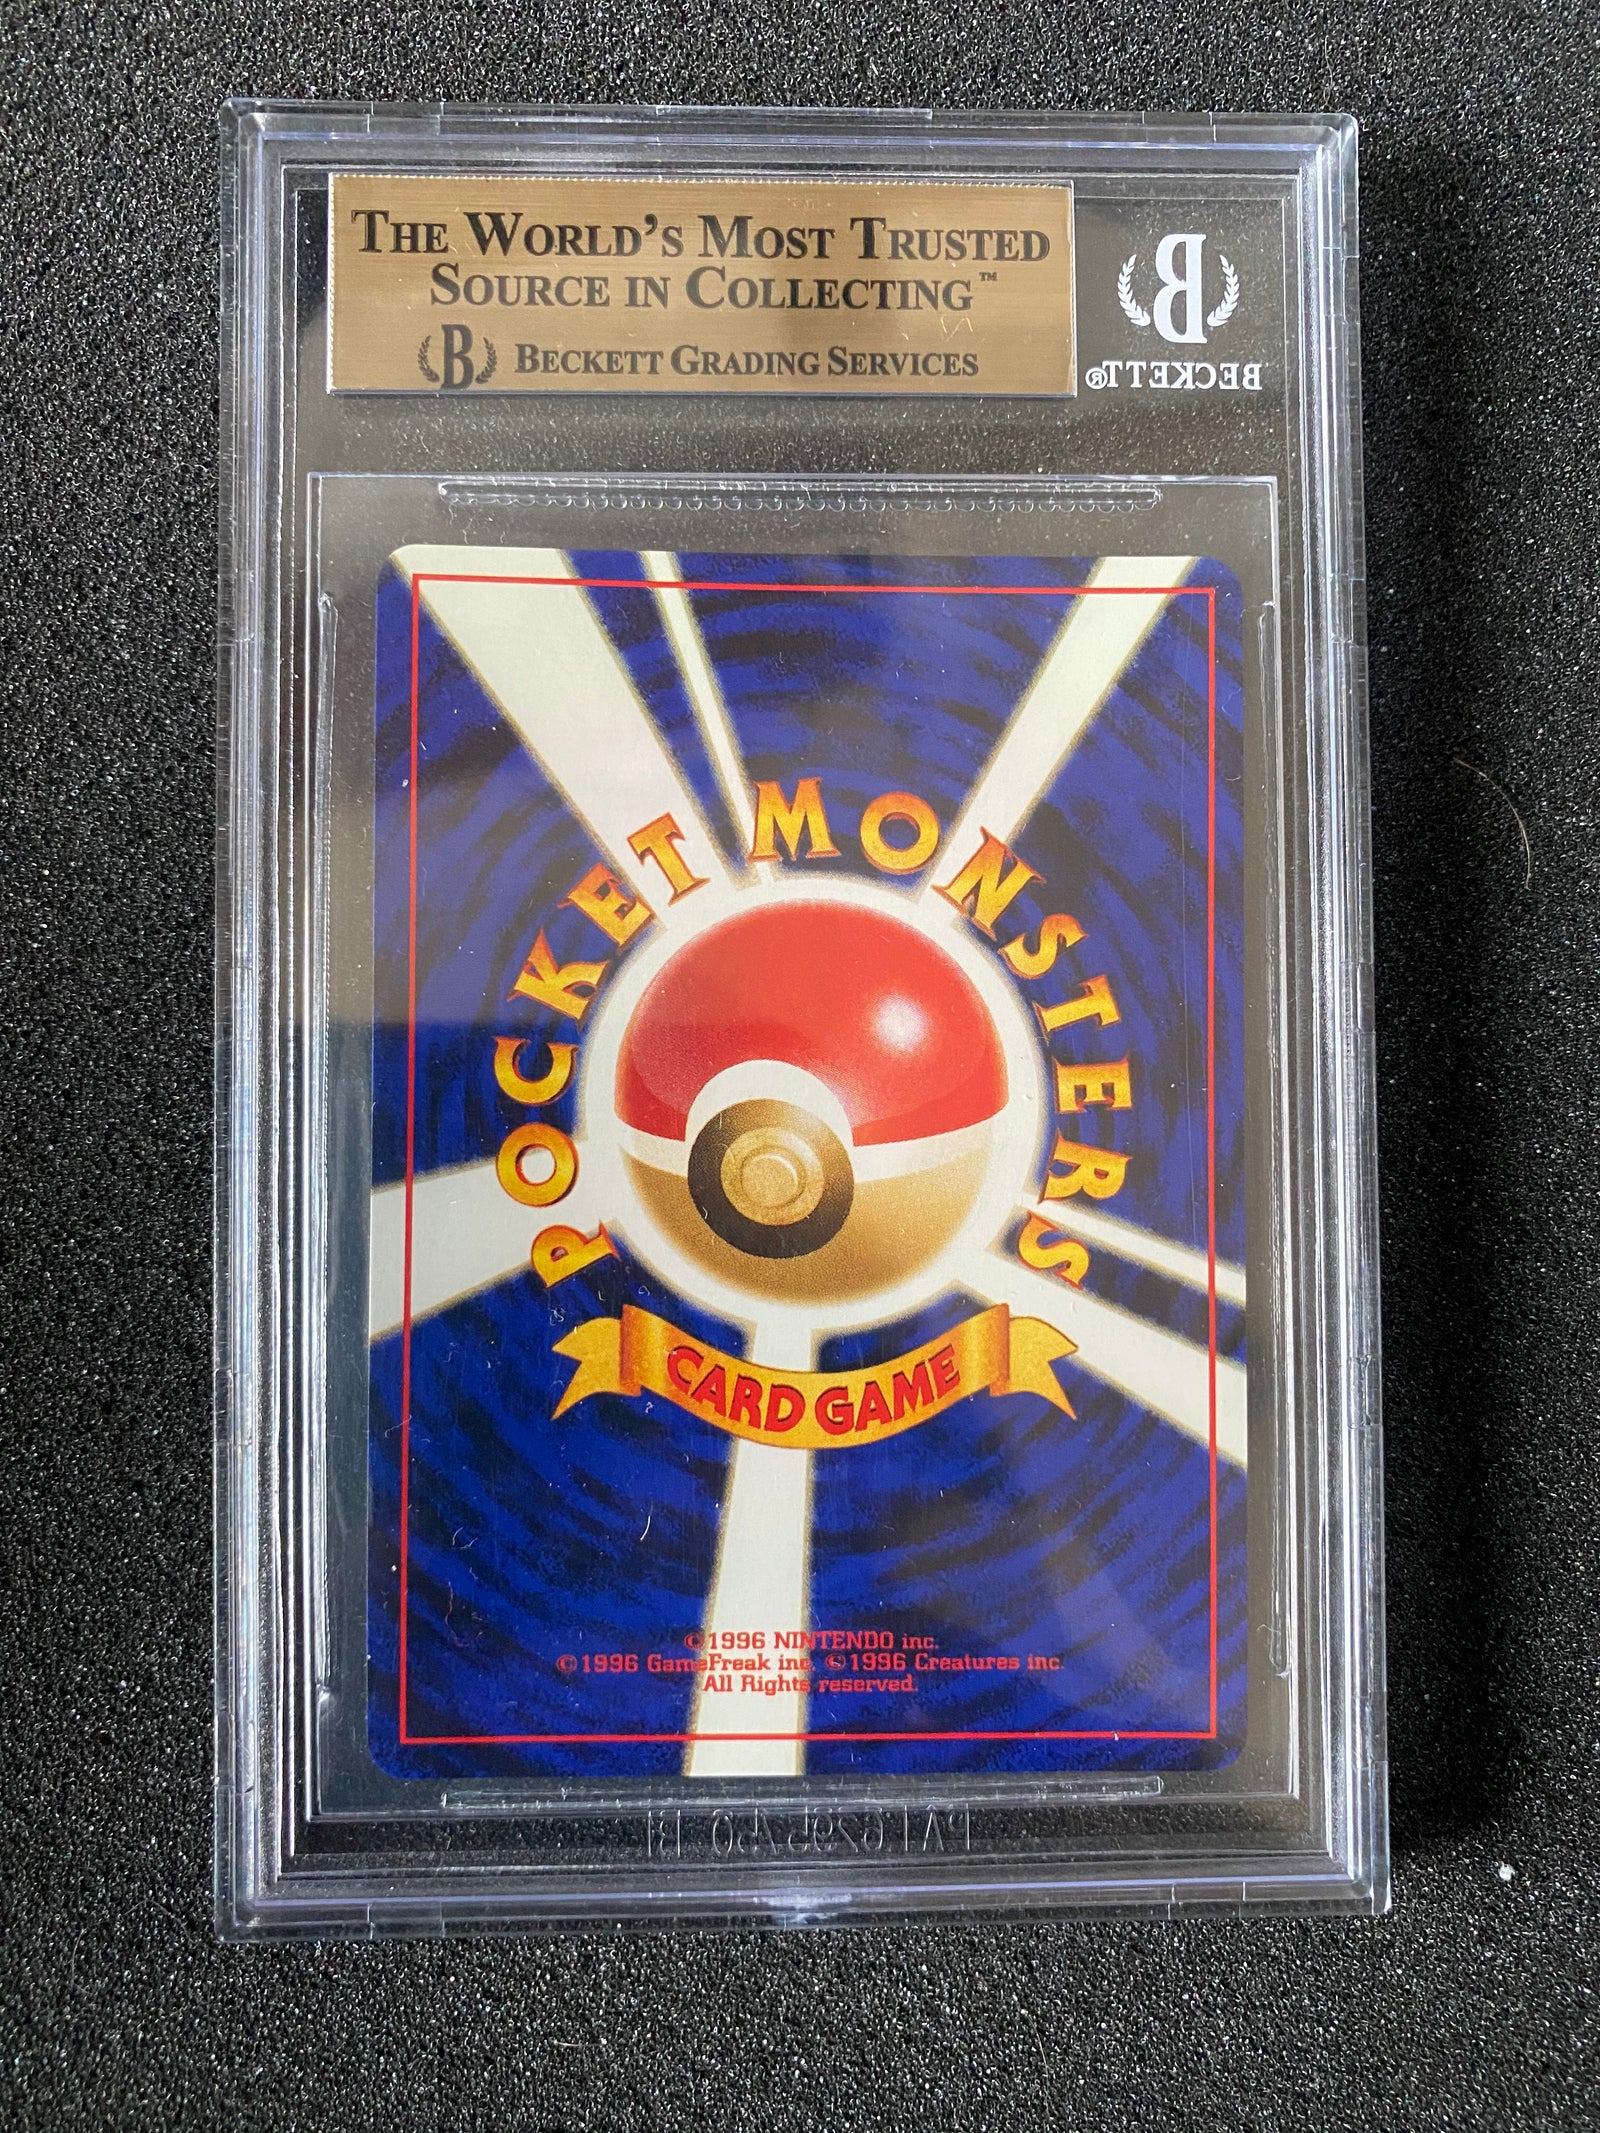 THE WORLD'S MOST TRUSTED
SOURCE IN COLLECTING™
B BECKETT GRADING SERVICES
B
BECKETT®
POCKET MONSTERS
CARD GAME
©1996 NINTENDO inc.
©1996 GameFreak inc. ©1996 Creatures inc.
All Rights reserved.